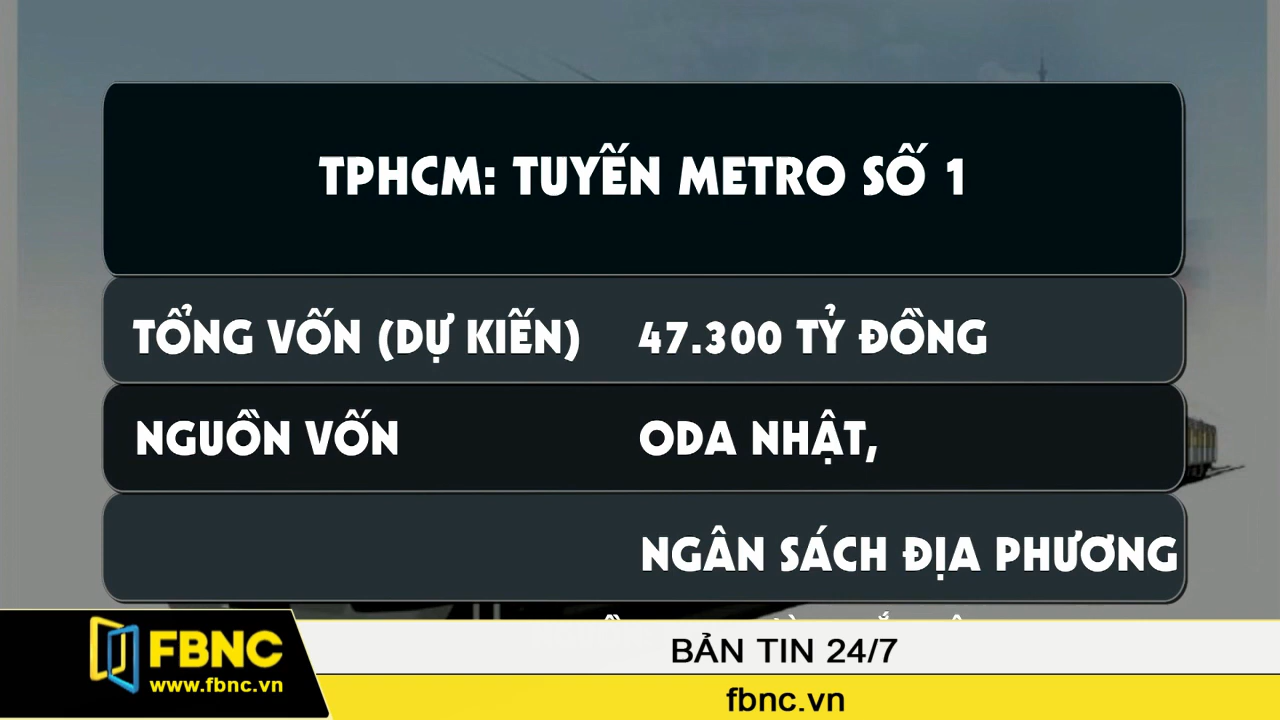 TPHCM: TUYẾN METRO SỐ 1
TỔNG VỐN (DỰ KIẾN) 47.300 TỶ ĐỒNG
NGUỒN VỐN ODA NHẬT,
NGÂN SÁCH ĐỊA PHƯƠNG
FBNC
www.fbnc.vn
BẢN TIN 24/7
fbnc.vn